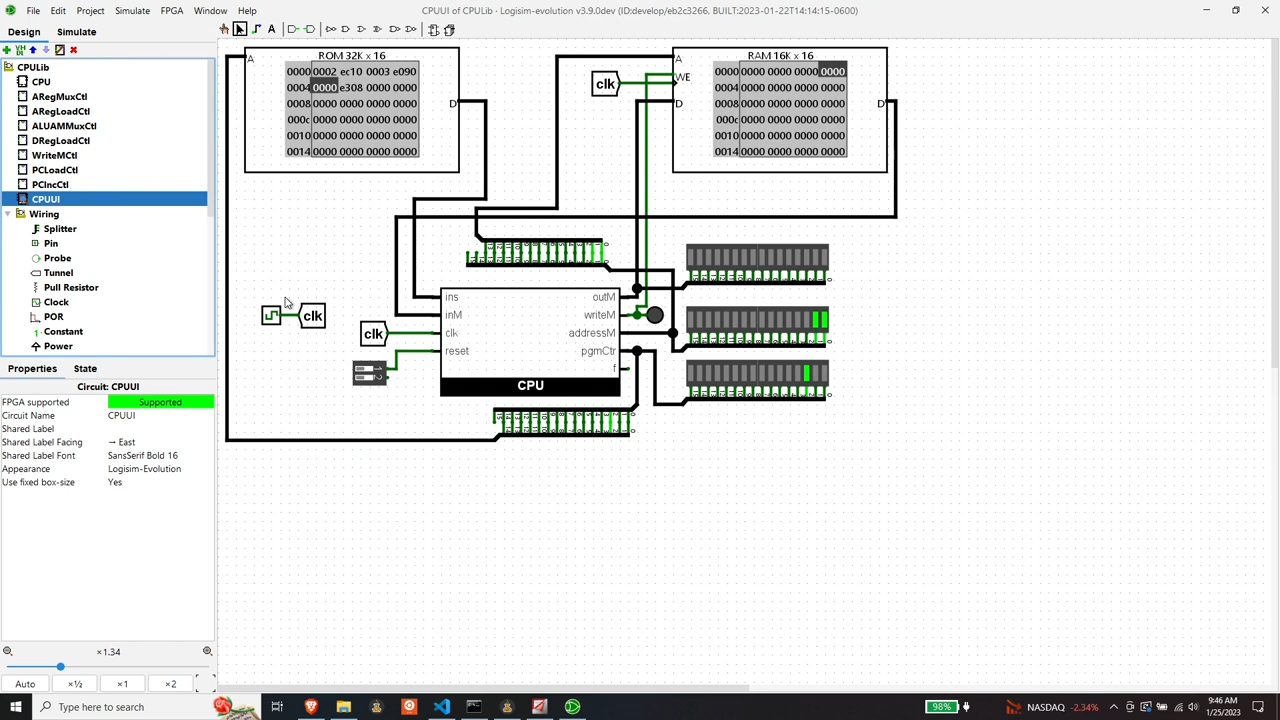 CPUUI of CPULib - Logisim-evolution v3.9.0dev (ID:develop/eb2c3266, BUILT:2023-01-22T14:14:15-0600)
File Edit Project Simulate FPGA Window Help
Design Simulate
A
VH
DL
CPULib
CPU
ARegMuxCtl
ARegLoadCtl
ALUAMMuxCtl
DRegLoadCtl
WriteMCtl
PCLoadCtl
PCIncCtl
CPUUI
Wiring
Splitter
Pin
Probe
Tunnel
Pull Resistor
Clock
POR
Constant
Power
Properties State
Circuit: CPUUI
FPGA supported Supported
Circuit Name CPUUI
Shared Label
Shared Label Facing → East
Shared Label Font SansSerif Bold 16
Appearance Logisim-Evolution
Use fixed box-size Yes
×1.34
Auto ×½ ×1 ×2
ROM 32K x 16
A
D
0000 0002 ec10 0003 e090
0004 0000 e308 0000 0000
0008 0000 0000 0000 0000
000c 0000 0000 0000 0000
0010 0000 0000 0000 0000
0014 0000 0000 0000 0000
RAM 16K x 16
A
WE
D
D
0000 0000 0000 0000 0000
0004 0000 0000 0000 0000
0008 0000 0000 0000 0000
000c 0000 0000 0000 0000
0010 0000 0000 0000 0000
0014 0000 0000 0000 0000
clk
clk
clk
ins outM
inM writeM
clk addressM
reset pgmCtr
f
CPU
Type here to search
98%
NASDAQ -2.34%
9:46 AM
1/25/2023